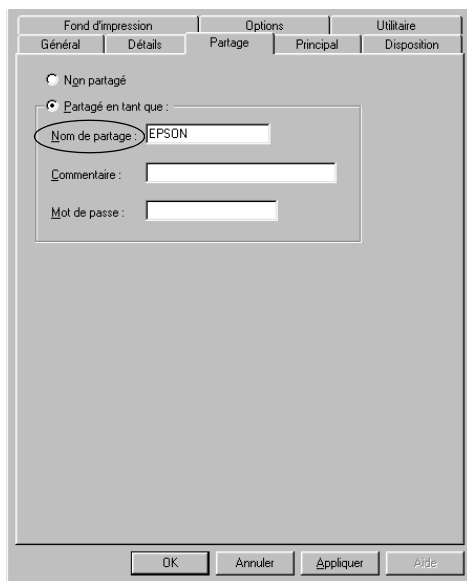 Fond d'impression Options Utilitaire
Général Détails Partage Principal Disposition
Non partagé
Partagé en tant que :
Nom de partage : EPSON
Commentaire :
Mot de passe :
OK Annuler Appliquer Aide